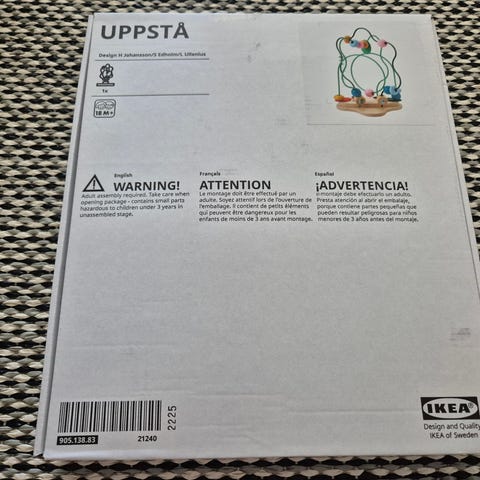 UPPSTÅ
Design H Johansson/S Edholm/L Lilienius
1x
18 M+
English
WARNING!
Adult assembly required. Take care when
opening package - contains small parts
hazardous to children under 3 years in
unassembled stage.
Français
ATTENTION
Le montage doit être effectué par un
adulte. Soyez attentif lors de l'ouverture de
l'emballage. Il contient de petits éléments
qui peuvent être dangereux pour les
enfants de moins de 3 ans avant montage.
Español
¡ADVERTENCIA!
El montaje debe efectuarlo un adulto.
Presta atención al abrir el embalaje,
porque contiene partes pequeñas que
pueden resultar peligrosas para niños
menores de 3 años antes del montaje.
2225
905.138.83 21240
IKEA®
Design and Quality
IKEA of Sweden